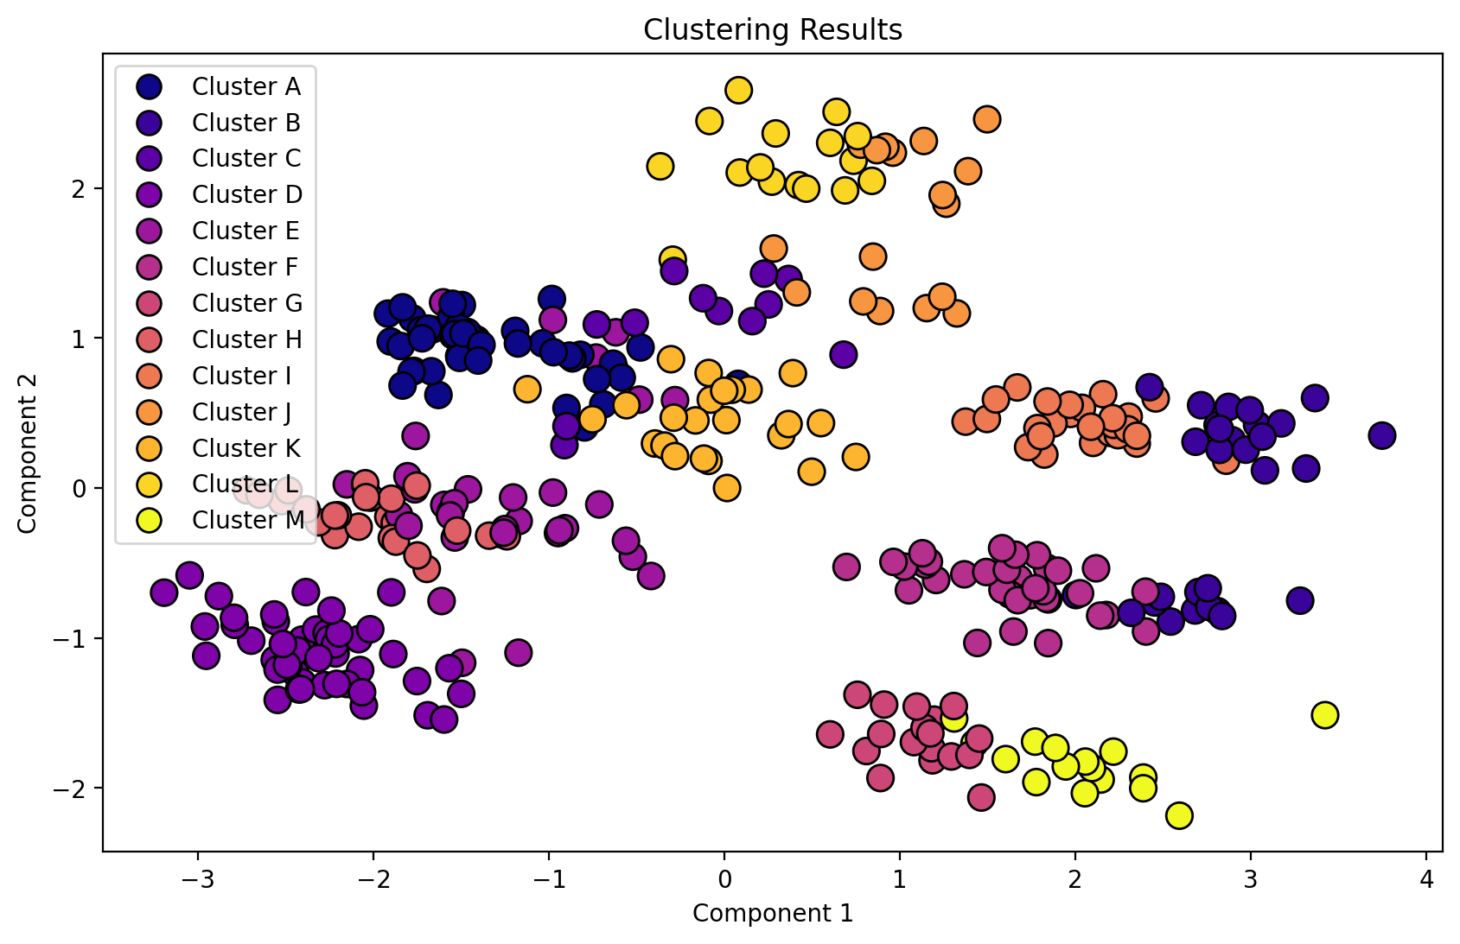 Clustering Results
Cluster A
Cluster B
Cluster C
Cluster D
Cluster E
Cluster F
Cluster G
Cluster H
Cluster I
Cluster J
Cluster K
Cluster L
Cluster M
Component 2
2
1
0
−1
−2
−3 −2 −1 0 1 2 3 4
Component 1